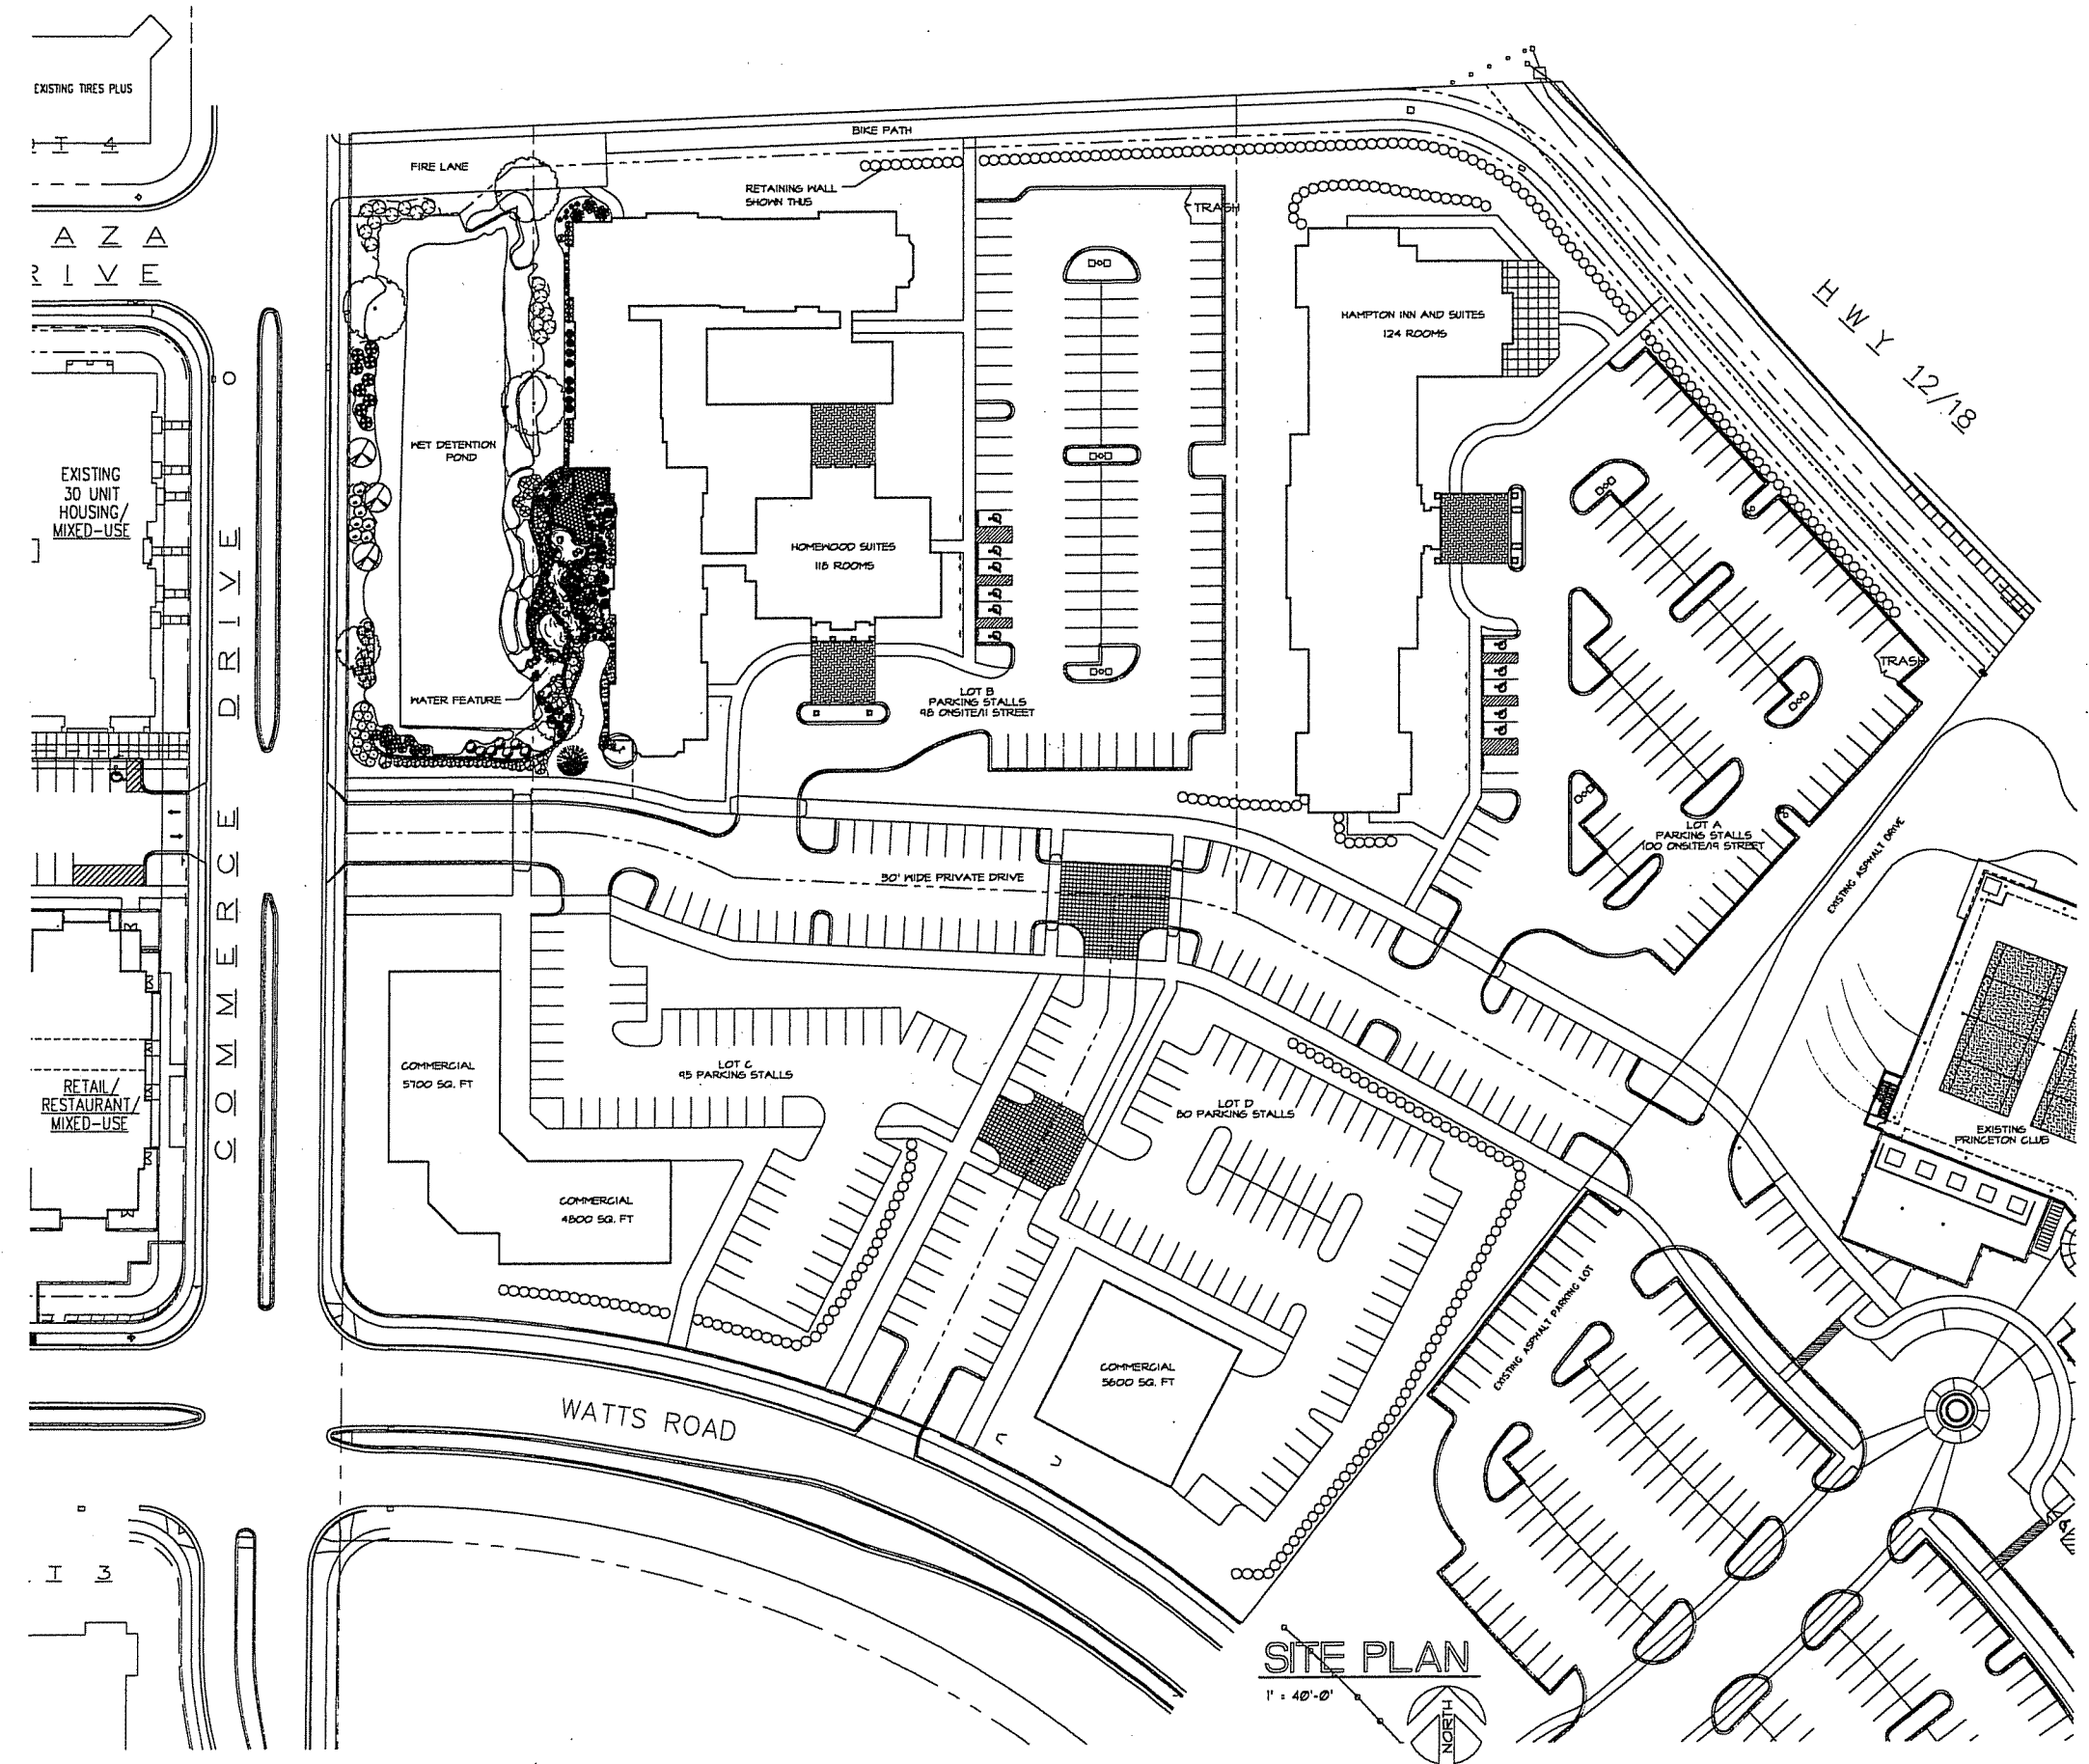 EXISTING TIRES PLUS
T 4
AZA
RIVE
BIKE PATH
FIRE LANE
RETAINING WALL
SHOWN THUS
TRASH
HWY 12/18
HAMPTON INN AND SUITES
124 ROOMS
WET DETENTION
POND
EXISTING
30 UNIT
HOUSING/
MIXED-USE
HOMEWOOD SUITES
118 ROOMS
COMMERCE DRIVE
WATER FEATURE
LOT B
PARKING STALLS
98 ONSITE/11 STREET
TRASH
LOT A
PARKING STALLS
100 ONSITE/19 STREET
EXISTING ASPHALT DRIVE
30' WIDE PRIVATE DRIVE
COMMERCIAL
5700 SQ. FT
LOT C
95 PARKING STALLS
LOT D
80 PARKING STALLS
RETAIL/
RESTAURANT/
MIXED-USE
EXISTING
PRINCETON CLUB
COMMERCIAL
4800 SQ. FT
EXISTING ASPHALT PARKING LOT
COMMERCIAL
5600 SQ. FT
WATTS ROAD
T 3
SITE PLAN
1" = 40'-0"
NORTH